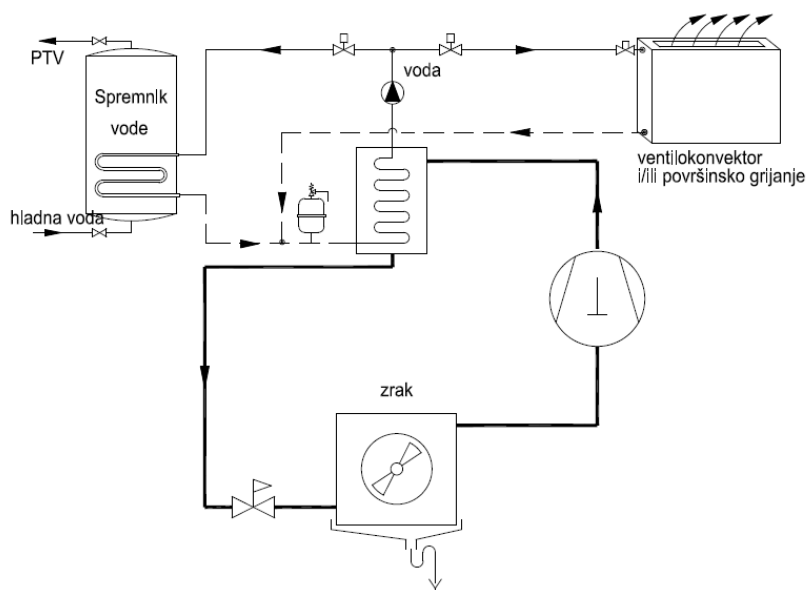 PTV
Spremnik
vode
hladna voda
voda
ventilokonvektor
i/ili površinsko grijanje
zrak